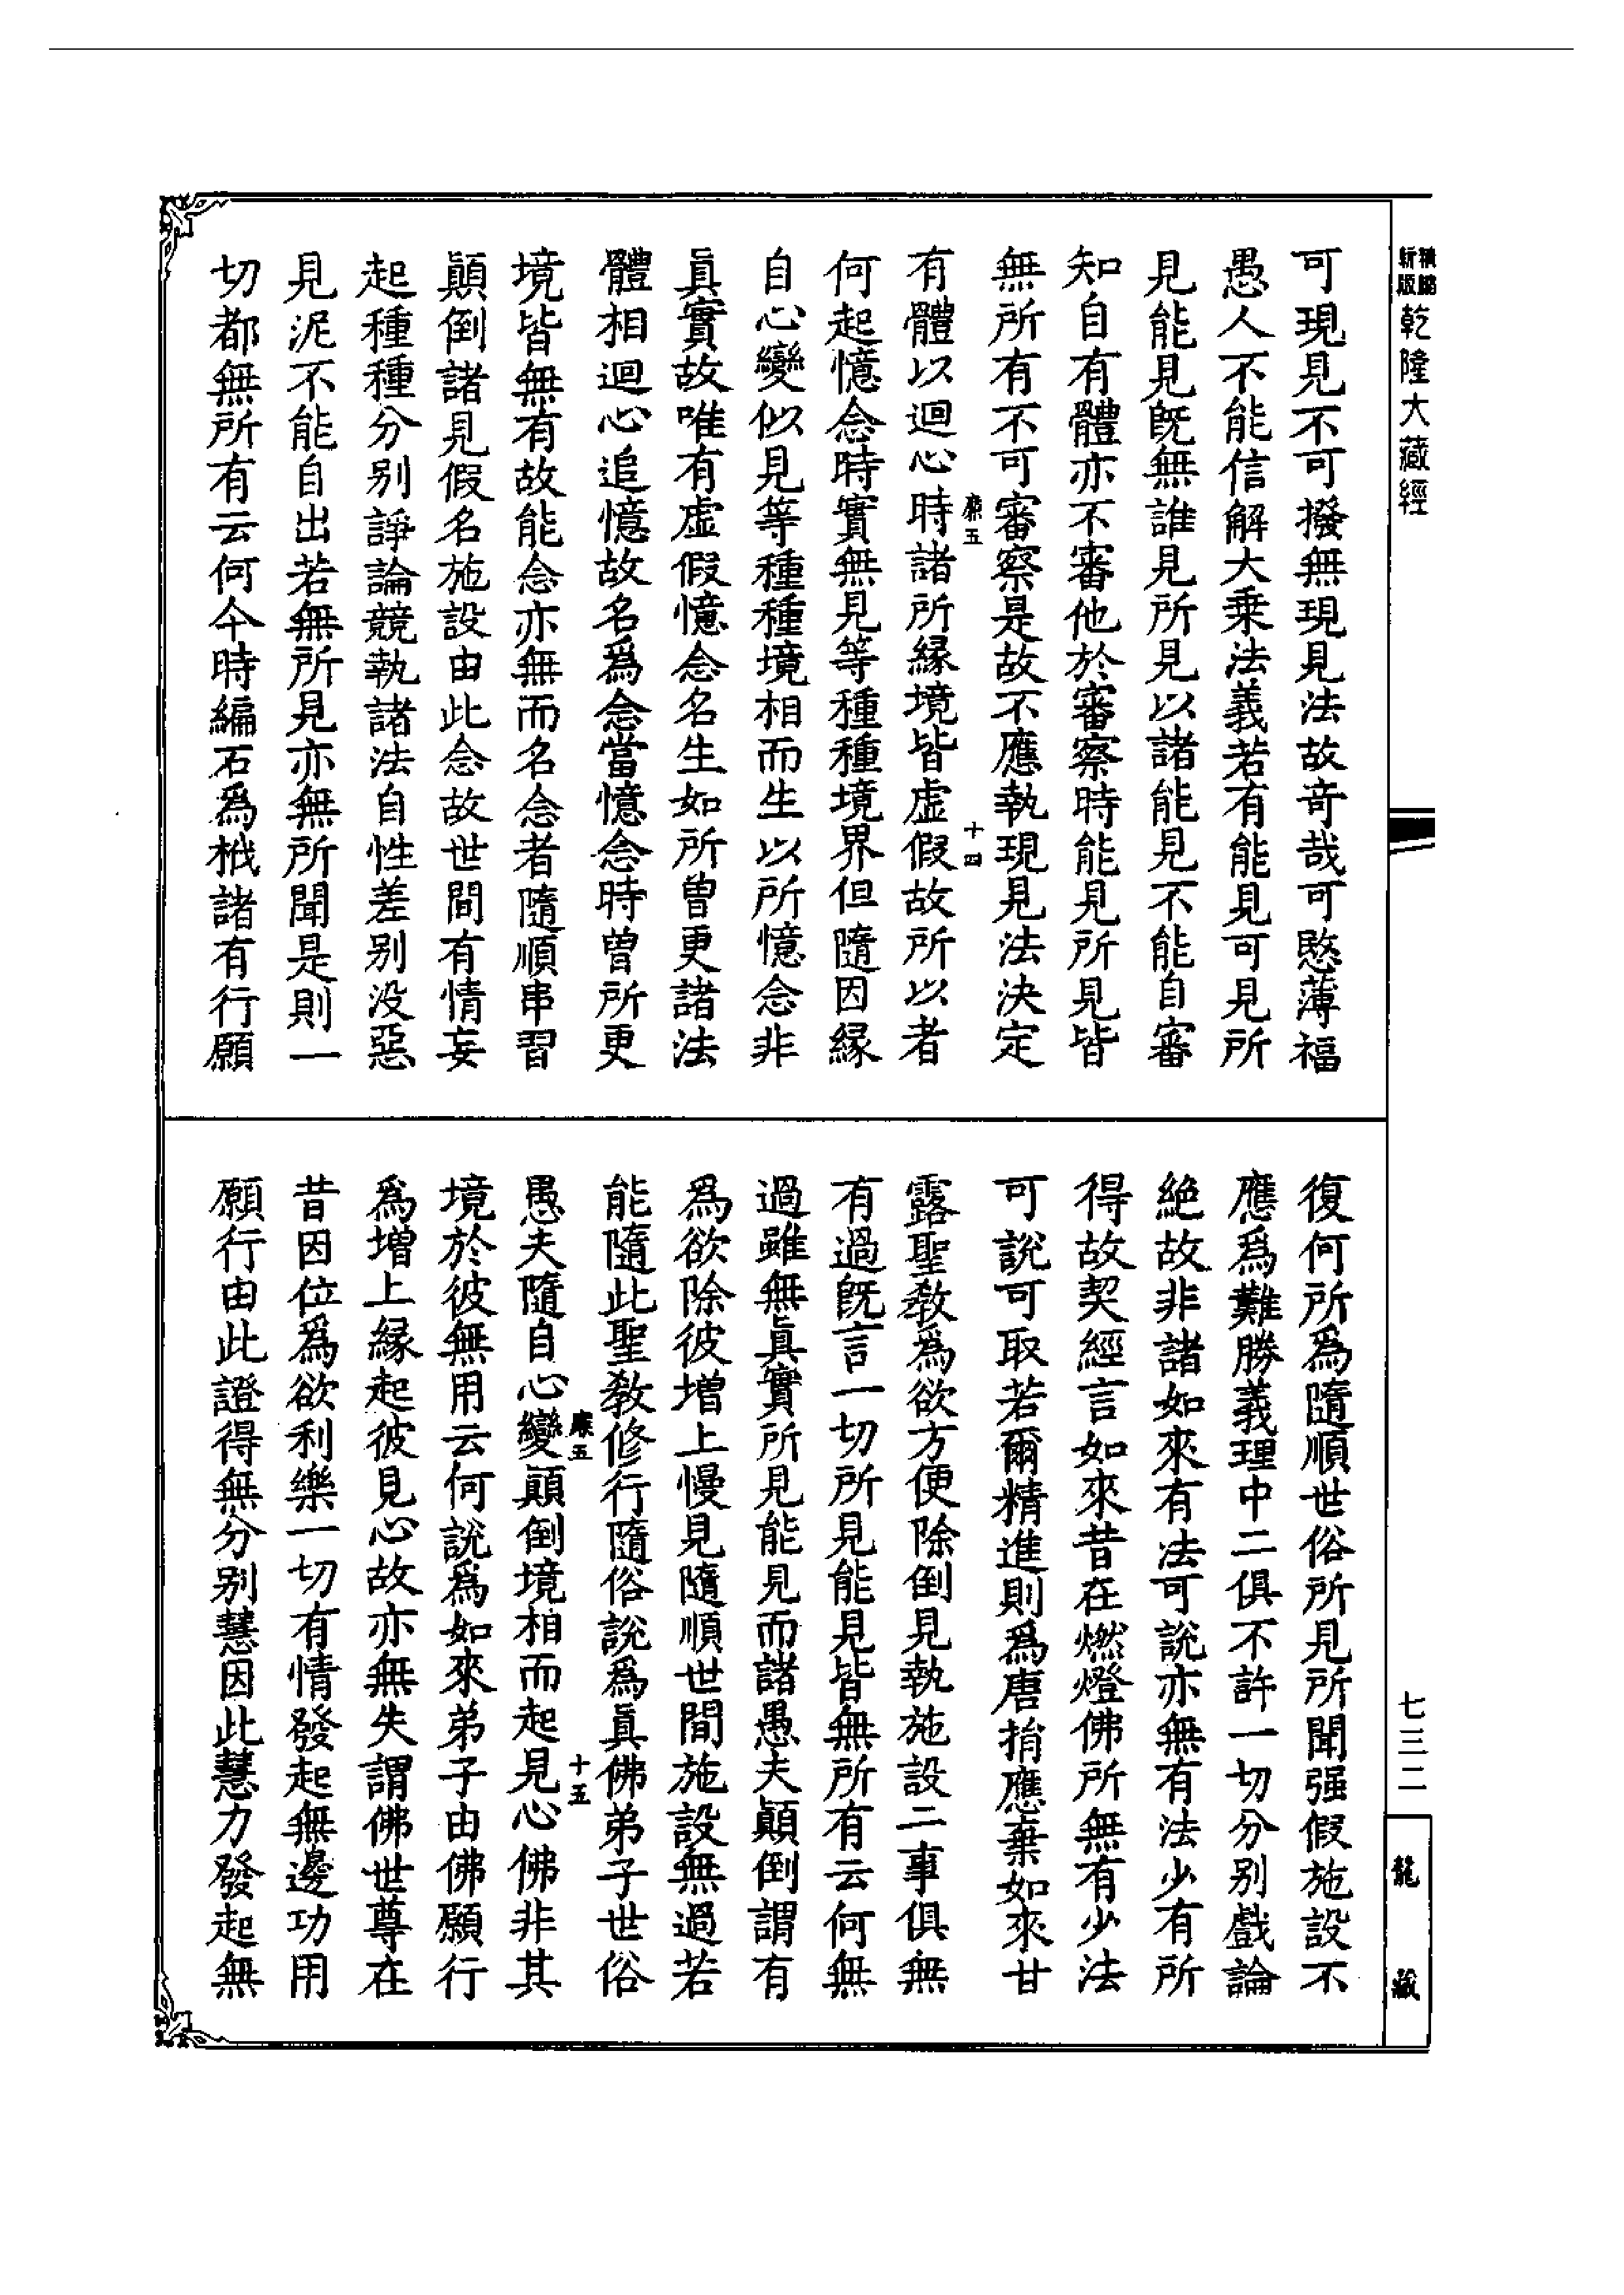 乾隆大藏經
可現見不可撥無現見法故奇哉可愍薄福
愚人不能信解大乗法義若有能見可見所
見能見旣無誰見所見以諸能見不能自審
知自有體亦不審他於審察時能見所見皆
無所有不可審察是故不應執現見法決定
五
十四
有體以迴心時諸所緣境皆虛假故所以者
何起憶念時實無見等種種境界但隨因緣
自心變似見等種種境相而生以所憶念非
眞實故唯有虛假憶念名生如所曾更諸法
體相迴心追憶故名爲念當憶念時曾所更
境皆無有故能念亦無而名念者隨順串習
顚倒諸見假名施設由此念故世間有情妄
起種種分別諍論競執諸法自性差別没惡
見泥不能自出若無所見亦無所聞是則一
切都無所有云何今時編石爲栰諸有行願
復何所爲隨順世俗所見所聞强假施設不
應爲難勝義理中二俱不許一切分別戲論
絶故非諸如來有法可說亦無有法少有所
得故契經言如來昔在燃燈佛所無有少法
可說可取若爾精進則爲唐捐應棄如來甘
露聖教爲欲方便除倒見執施設二事俱無
有過旣言一切所見能見皆無所有云何無
過雖無眞實所見能見而諸愚夫顚倒謂有
爲欲除彼增上慢見隨順世間施設無過若
能隨此聖教修行隨俗說爲眞佛弟子世俗
五
十五
愚夫隨自心變顚倒境相而起見心佛非其
境於彼無用云何說爲如來弟子由佛願行
爲增上緣起彼見心故亦無失謂佛世尊在
昔因位爲欲利樂一切有情發起無邊功用
願行由此證得無分別慧因此慧力發起無
七三二
龍藏